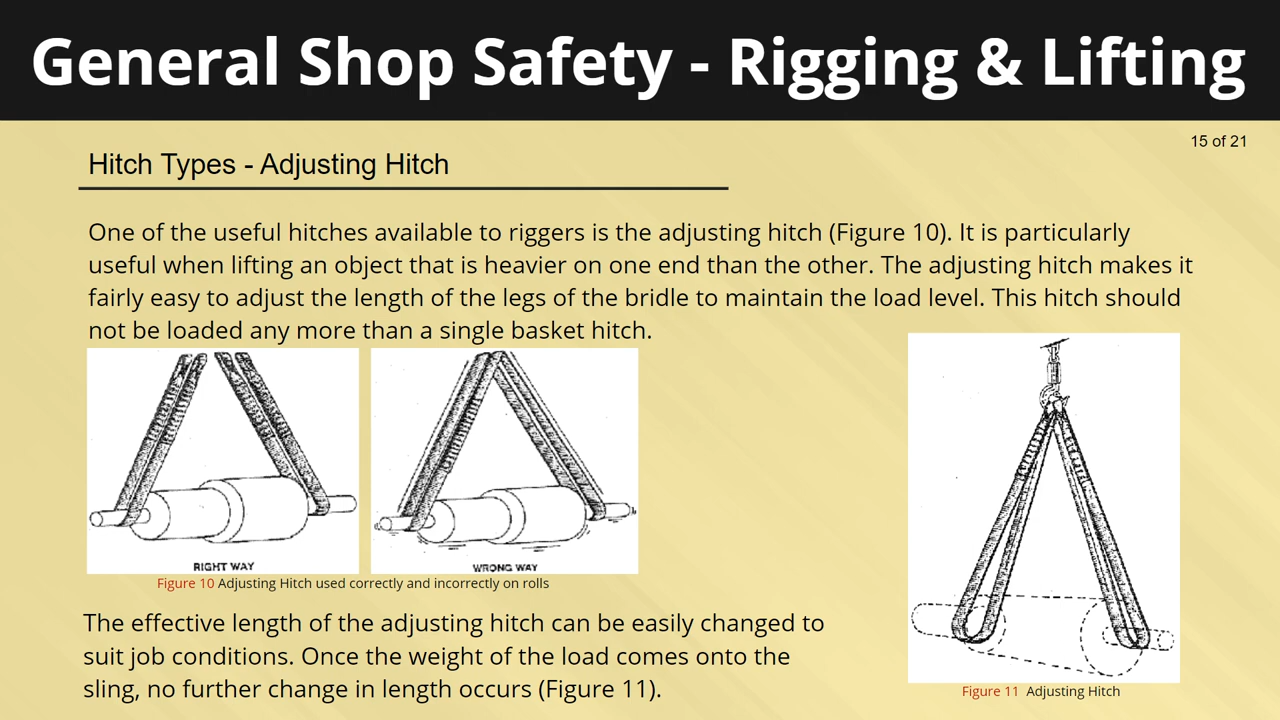 General Shop Safety - Rigging & Lifting
15 of 21
Hitch Types - Adjusting Hitch
One of the useful hitches available to riggers is the adjusting hitch (Figure 10). It is particularly
useful when lifting an object that is heavier on one end than the other. The adjusting hitch makes it
fairly easy to adjust the length of the legs of the bridle to maintain the load level. This hitch should
not be loaded any more than a single basket hitch.
RIGHT WAY
WRONG WAY
Figure 10 Adjusting Hitch used correctly and incorrectly on rolls
The effective length of the adjusting hitch can be easily changed to
suit job conditions. Once the weight of the load comes onto the
sling, no further change in length occurs (Figure 11).
Figure 11 Adjusting Hitch